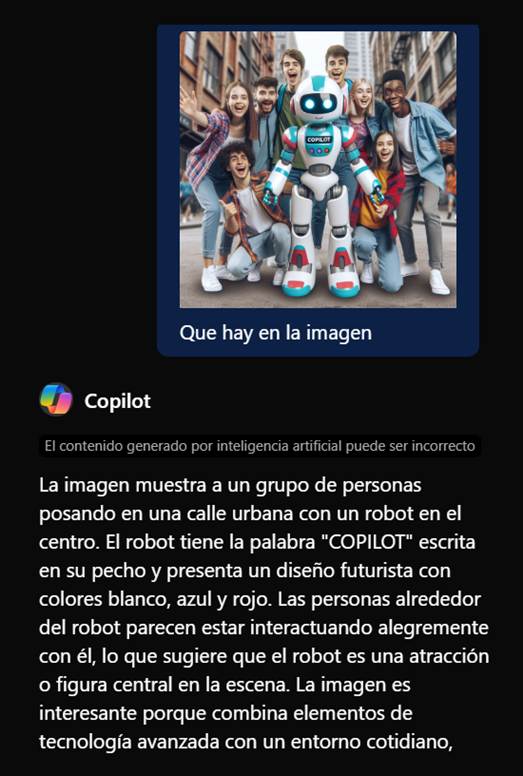 COPILOT
Que hay en la imagen
Copilot
El contenido generado por inteligencia artificial puede ser incorrecto
La imagen muestra a un grupo de personas
posando en una calle urbana con un robot en el
centro. El robot tiene la palabra "COPILOT" escrita
en su pecho y presenta un diseño futurista con
colores blanco, azul y rojo. Las personas alrededor
del robot parecen estar interactuando alegremente
con él, lo que sugiere que el robot es una atracción
o figura central en la escena. La imagen es
interesante porque combina elementos de
tecnología avanzada con un entorno cotidiano,